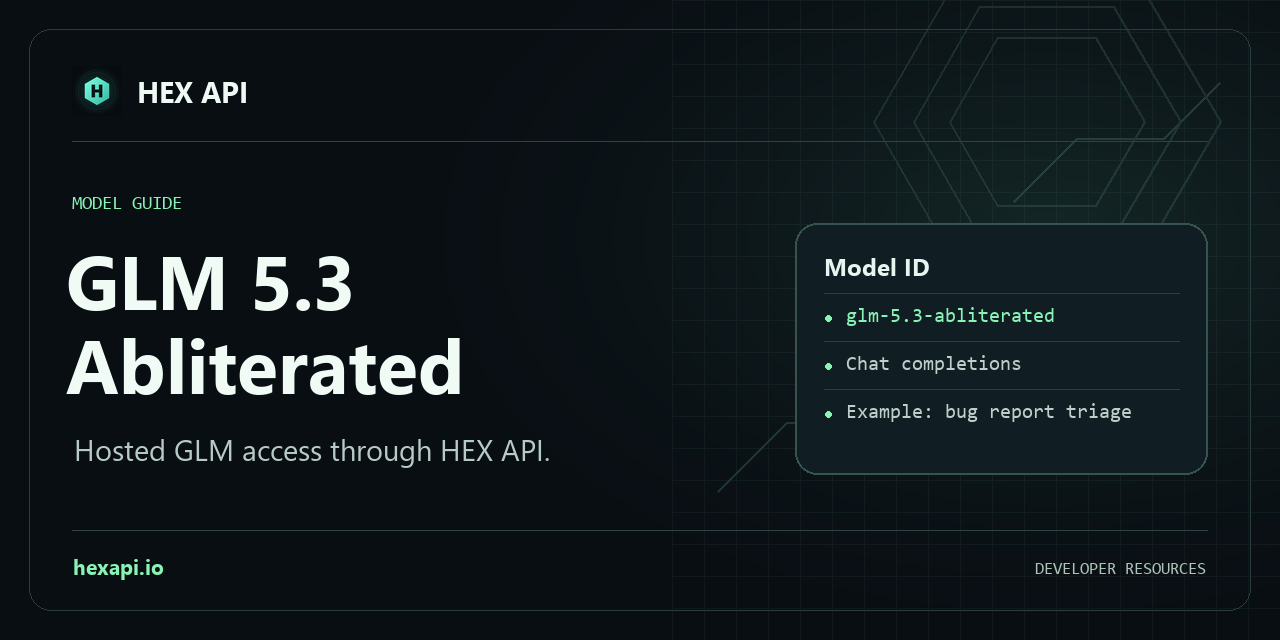 HEX API
MODEL GUIDE
GLM 5.3
Abliterated
Hosted GLM access through HEX API.
Model ID
glm-5.3-abliterated
Chat completions
Example: bug report triage
hexapi.io
DEVELOPER RESOURCES